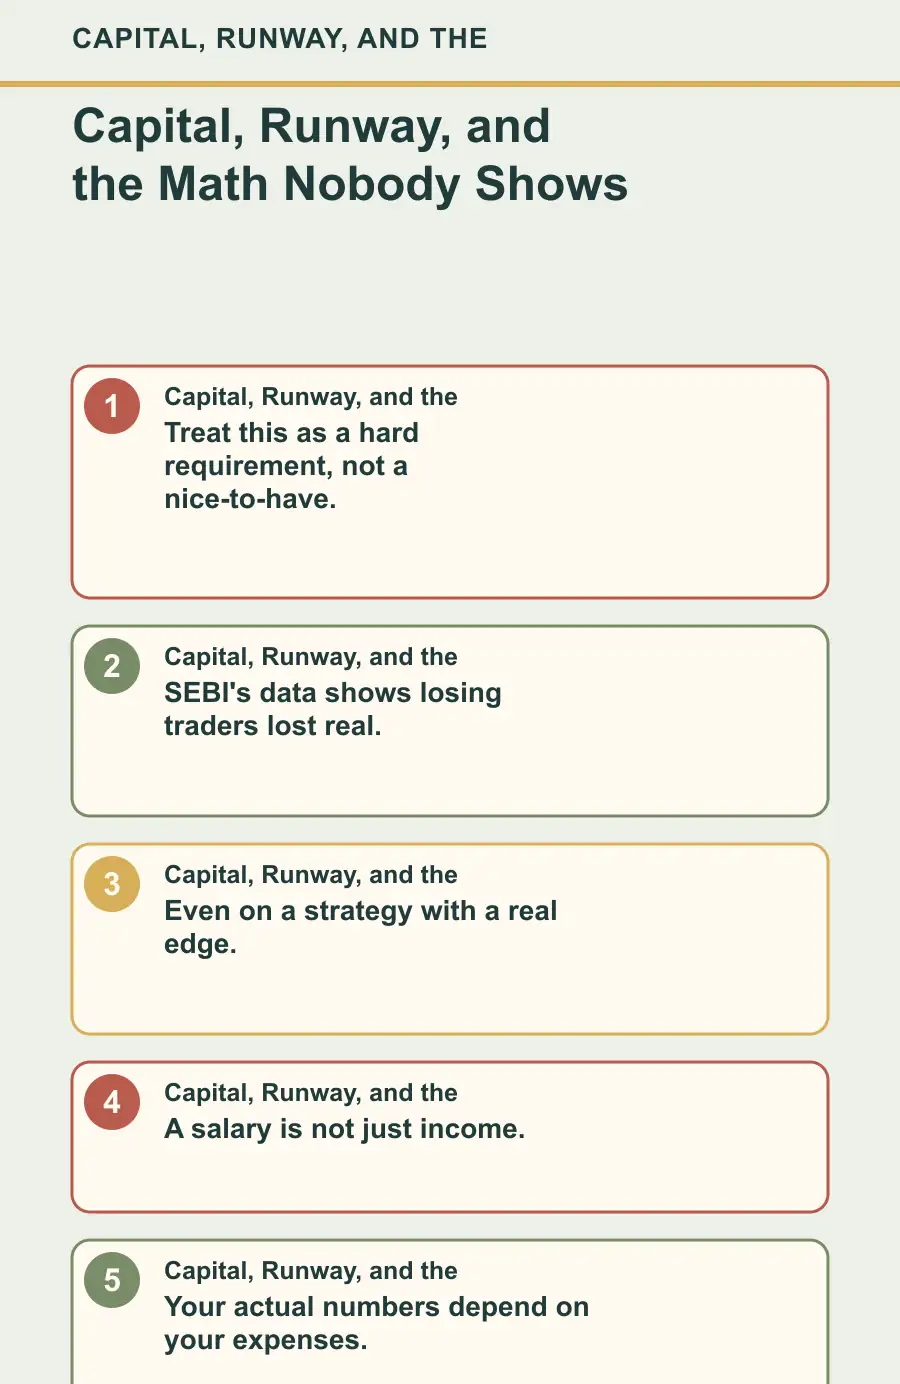 CAPITAL, RUNWAY, AND THE
Capital, Runway, and
the Math Nobody Shows
1
Capital, Runway, and the
Treat this as a hard
requirement, not a
nice-to-have.
2
Capital, Runway, and the
SEBI's data shows losing
traders lost real.
3
Capital, Runway, and the
Even on a strategy with a real
edge.
4
Capital, Runway, and the
A salary is not just income.
5
Capital, Runway, and the
Your actual numbers depend on
your expenses.